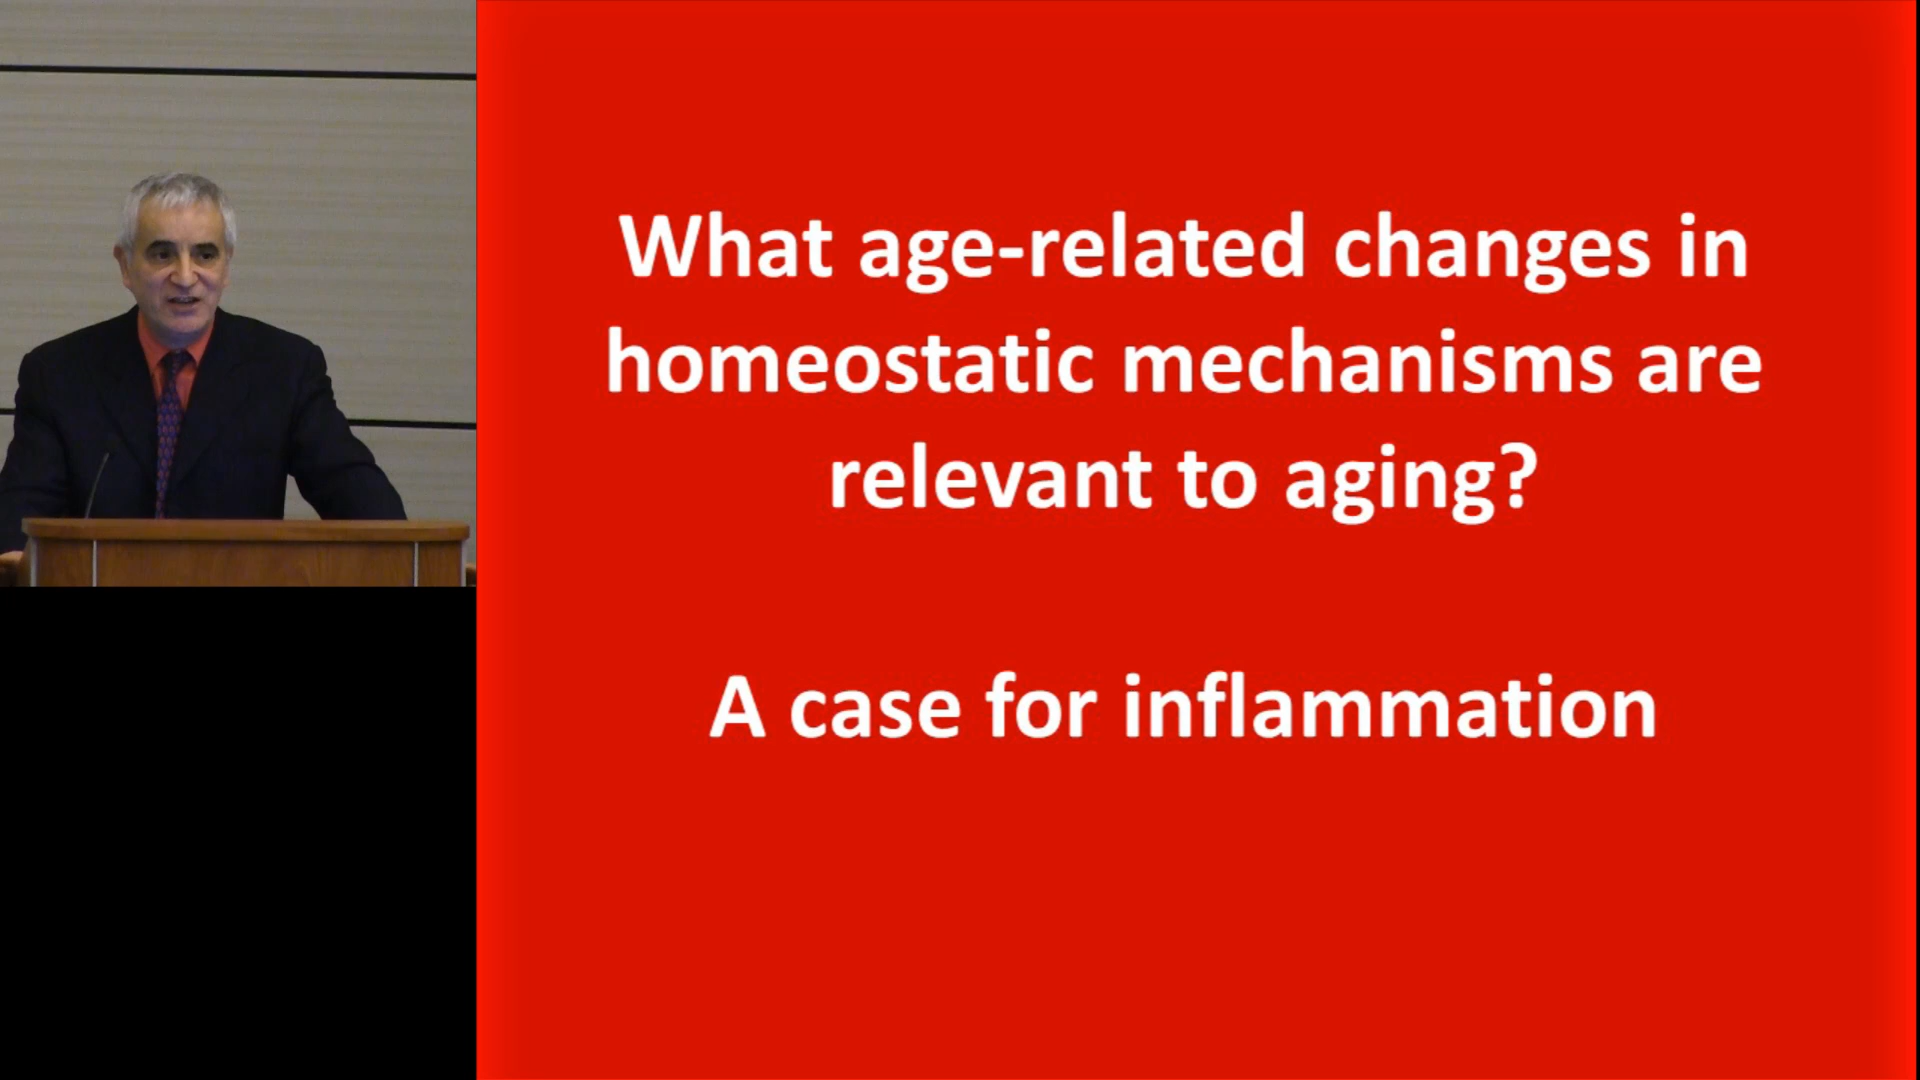 What age-related changes in
homeostatic mechanisms are
relevant to aging?
A case for inflammation